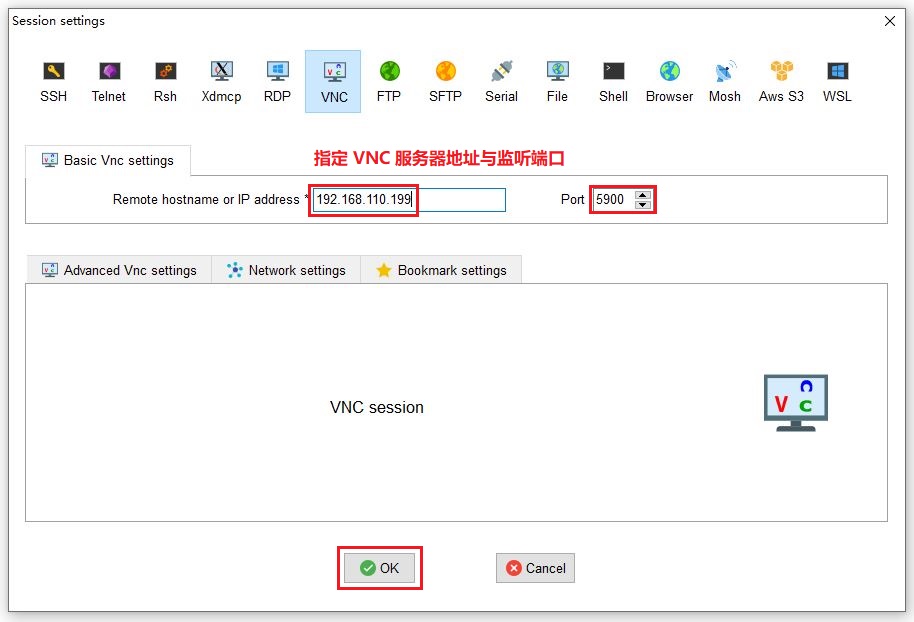 Session settings
SSH Telnet Rsh Xdmcp RDP VNC FTP SFTP Serial File Shell Browser Mosh Aws S3 WSL
Basic Vnc settings
指定 VNC 服务器地址与监听端口
Remote hostname or IP address * 192.168.110.199 Port 5900
Advanced Vnc settings Network settings Bookmark settings
VNC session
V n c
OK Cancel